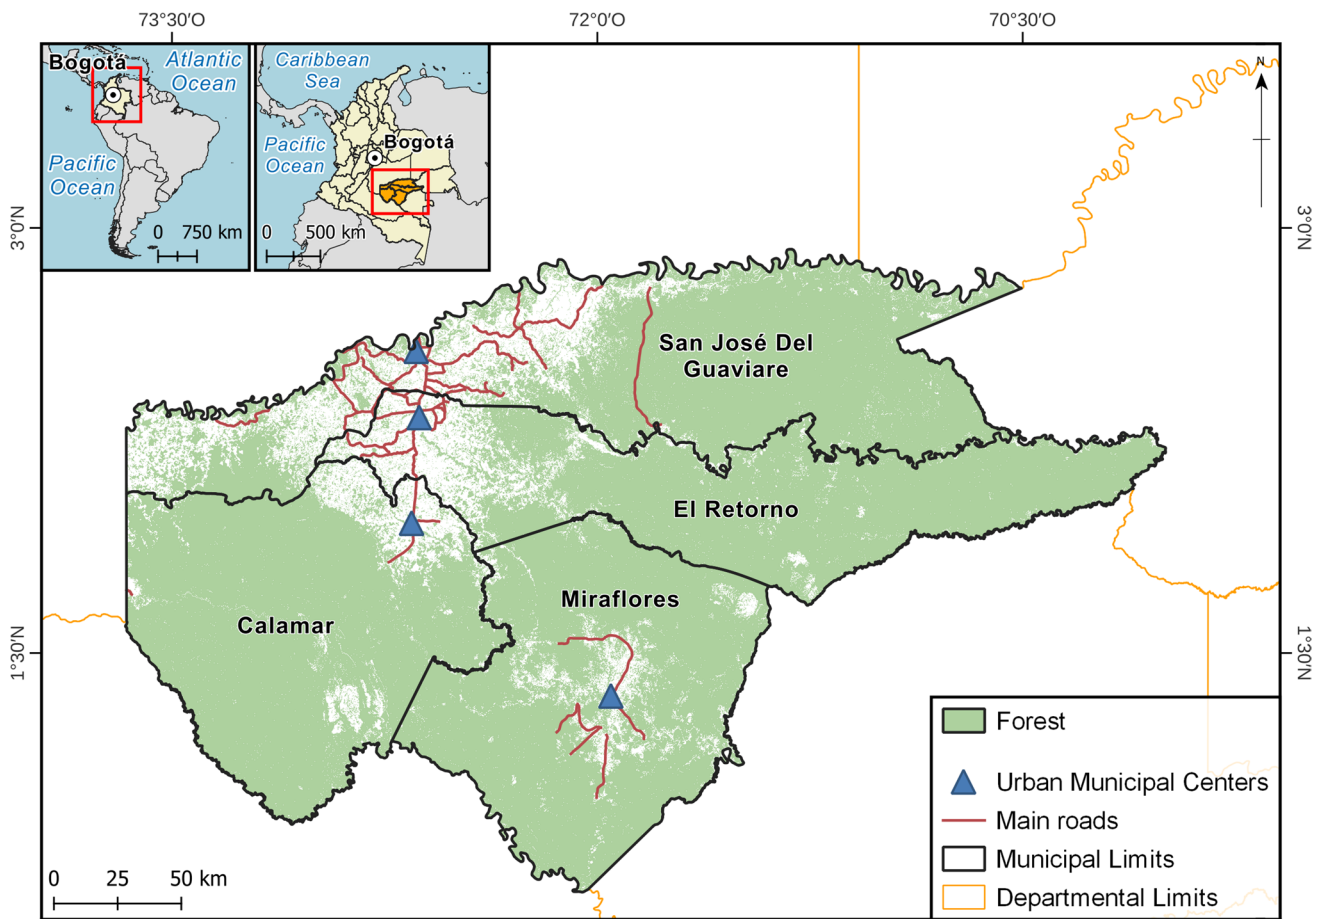 73°30′O
72°0′O
70°30′O
Bogotá
Atlantic
Ocean
Pacific
Ocean
0 750 km
Caribbean
Sea
Pacific
Ocean
Bogotá
0 500 km
N
3°0′N
3°0′N
San José Del
Guaviare
El Retorno
Miraflores
Calamar
1°30′N
1°30′N
Forest
Urban Municipal Centers
Main roads
Municipal Limits
Departmental Limits
0 25 50 km